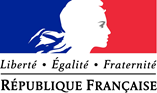 Liberté • Égalité • Fraternité
RÉPUBLIQUE FRANÇAISE